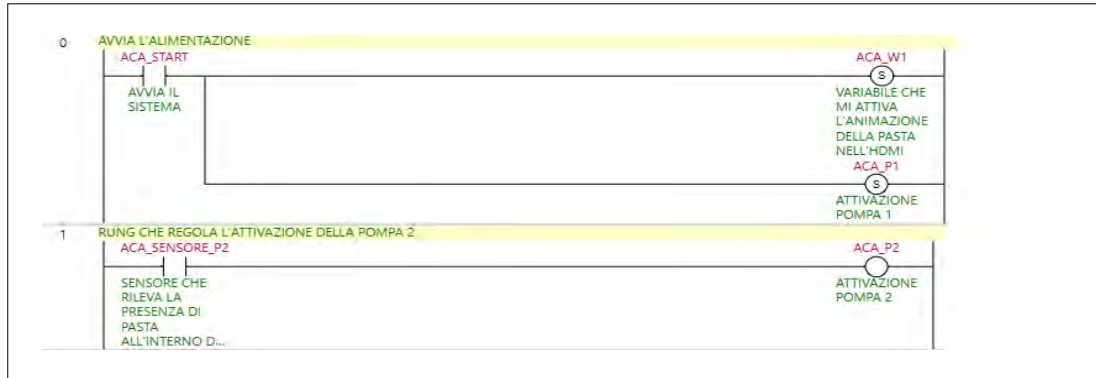 0 AVVIA L'ALIMENTAZIONE
ACA_START
AVVIA IL
SISTEMA
ACA_W1
S
VARIABILE CHE
MI ATTIVA
L'ANIMAZIONE
DELLA PASTA
NELL'HDMI
ACA_P1
S
ATTIVAZIONE
POMPA 1
1 RUNG CHE REGOLA L'ATTIVAZIONE DELLA POMPA 2
ACA_SENSORE_P2
SENSORE CHE
RILEVA LA
PRESENZA DI
PASTA
ALL'INTERNO D...
ACA_P2
ATTIVAZIONE
POMPA 2